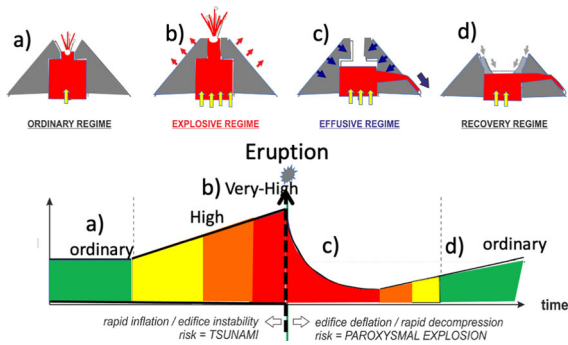 a)
b)
c)
d)
ORDINARY REGIME
EXPLOSIVE REGIME
EFFUSIVE REGIME
RECOVERY REGIME
Eruption
b) Very-High
High
a)
ordinary
c)
d)
ordinary
time
rapid inflation / edifice instability
risk = TSUNAMI
edifice deflation / rapid decompression
risk = PAROXYSMAL EXPLOSION